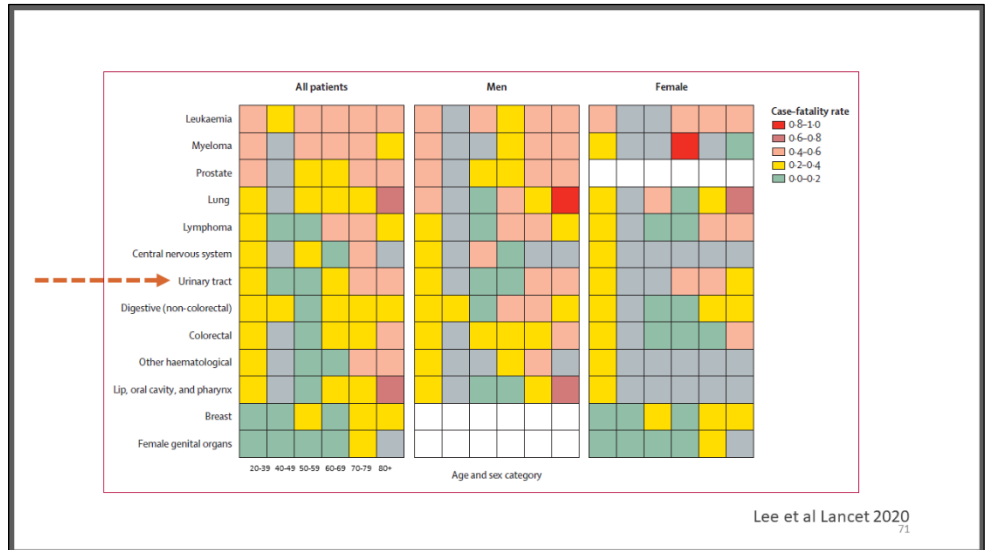 All patients
Men
Female
Case-fatality rate
0·8–1·0
0·6–0·8
0·4–0·6
0·2–0·4
0·0–0·2
Leukaemia
Myeloma
Prostate
Lung
Lymphoma
Central nervous system
Urinary tract
Digestive (non-colorectal)
Colorectal
Other haematological
Lip, oral cavity, and pharynx
Breast
Female genital organs
20-39 40-49 50-59 60-69 70-79 80+
Age and sex category
Lee et al Lancet 2020
71